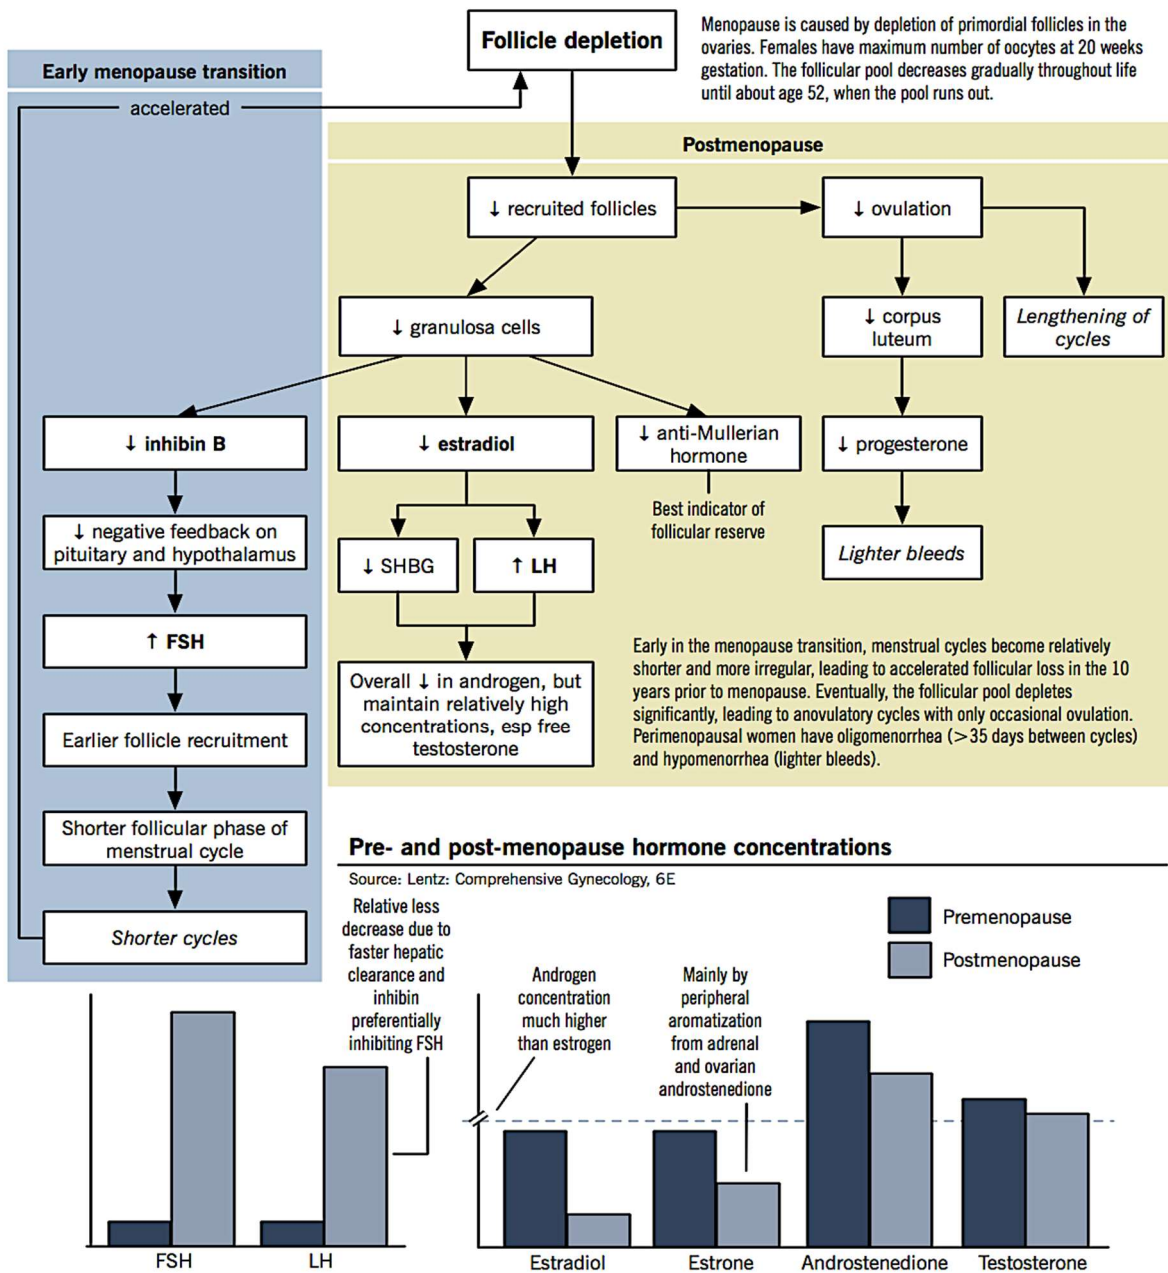 Follicle depletion
Menopause is caused by depletion of primordial follicles in the
ovaries. Females have maximum number of oocytes at 20 weeks
gestation. The follicular pool decreases gradually throughout life
until about age 52, when the pool runs out.
Early menopause transition
accelerated
Postmenopause
↓ recruited follicles
↓ ovulation
↓ granulosa cells
↓ corpus
luteum
Lengthening of
cycles
↓ inhibin B
↓ estradiol
↓ anti-Mullerian
hormone
↓ progesterone
Best indicator of
follicular reserve
↓ negative feedback on
pituitary and hypothalamus
↓ SHBG
↑ LH
Lighter bleeds
↑ FSH
Overall ↓ in androgen, but
maintain relatively high
concentrations, esp free
testosterone
Early in the menopause transition, menstrual cycles become relatively
shorter and more irregular, leading to accelerated follicular loss in the 10
years prior to menopause. Eventually, the follicular pool depletes
significantly, leading to anovulatory cycles with only occasional ovulation.
Perimenopausal women have oligomenorrhea (>35 days between cycles)
and hypomenorrhea (lighter bleeds).
Earlier follicle recruitment
Shorter follicular phase of
menstrual cycle
Shorter cycles
Pre- and post-menopause hormone concentrations
Source: Lentz: Comprehensive Gynecology, 6E
Relative less
decrease due to
faster hepatic
clearance and
inhibin
preferentially
inhibiting FSH
Androgen
concentration
much higher
than estrogen
Mainly by
peripheral
aromatization
from adrenal
and ovarian
androstenedione
Premenopause
Postmenopause
FSH
LH
Estradiol
Estrone
Androstenedione
Testosterone